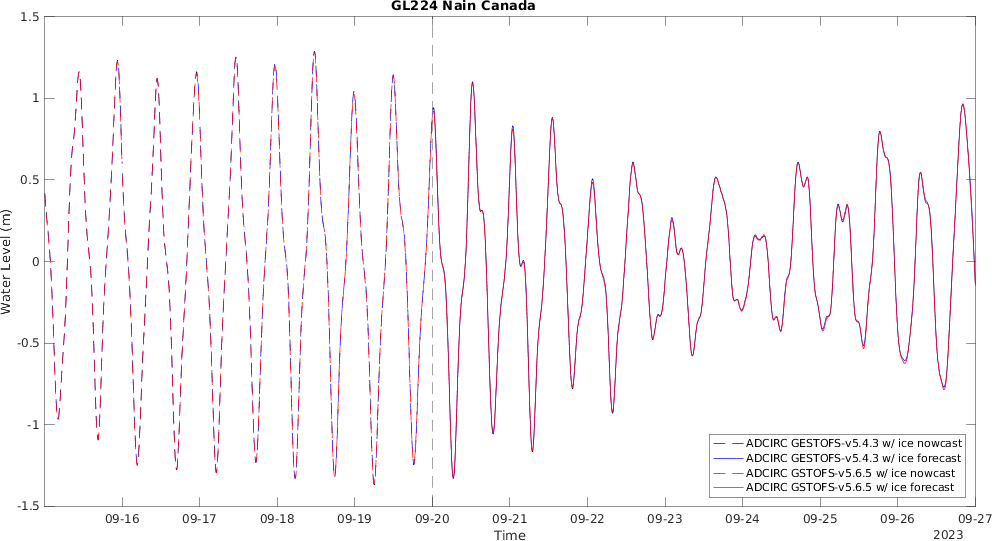 GL224 Nain Canada
1.5
1
0.5
0
-0.5
-1
-1.5
Water Level (m)
ADCIRC GESTOFS-v5.4.3 w/ ice nowcast
ADCIRC GESTOFS-v5.4.3 w/ ice forecast
ADCIRC GSTOFS-v5.6.5 w/ ice nowcast
ADCIRC GSTOFS-v5.6.5 w/ ice forecast
09-16 09-17 09-18 09-19 09-20 09-21 09-22 09-23 09-24 09-25 09-26 09-27
Time
2023